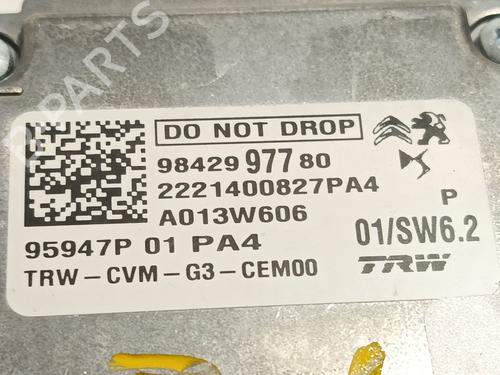 B-PARTS
DO NOT DROP
98429 977 80
2221400827PA4
A013W606
P
95947P 01 PA4
01/SW6.2
TRW-CVM-G3-CEM00
TRW